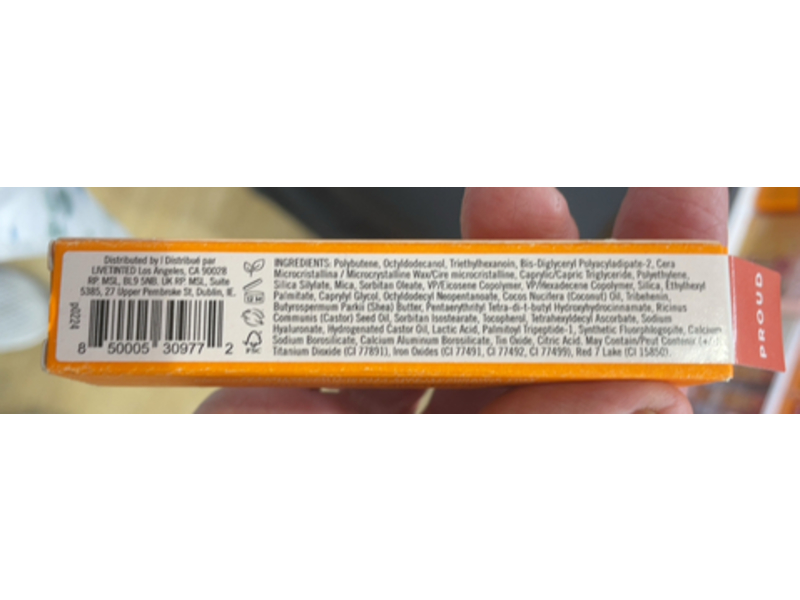 Distributed by | Distribué par
LIVETINTED Los Angeles, CA 90028
RP. MSL, BL9 5NB. UK RP. MSL, Suite
5385, 27 Upper Pembroke St, Dublin, IE.
p0224
8 50005 30977 2
INGREDIENTS: Polybutene, Octyldodecanol, Triethylhexanoin, Bis-Diglyceryl Polyacyladipate-2, Cera
Microcristallina / Microcrystalline Wax/Cire microcristalline, Caprylic/Capric Triglyceride, Polyethylene,
Silica Silylate, Mica, Sorbitan Oleate, VP/Eicosene Copolymer, VP/Hexadecene Copolymer, Silica, Ethylhexyl
Palmitate, Caprylyl Glycol, Octyldodecyl Neopentanoate, Cocos Nucifera (Coconut) Oil, Tribehenin,
Butyrospermum Parkii (Shea) Butter, Pentaerythrityl Tetra-di-t-butyl Hydroxyhydrocinnamate, Ricinus
Communis (Castor) Seed Oil, Sorbitan Isostearate, Tocopherol, Tetrahexyldecyl Ascorbate, Sodium
Hyaluronate, Hydrogenated Castor Oil, Lactic Acid, Palmitoyl Tripeptide-1, Synthetic Fluorphlogopite, Calcium
Sodium Borosilicate, Calcium Aluminum Borosilicate, Tin Oxide, Citric Acid. May Contain/Peut Contenir (+/-)
Titanium Dioxide (CI 77891), Iron Oxides (CI 77491, CI 77492, CI 77499), Red 7 Lake (CI 15850).
PROUD